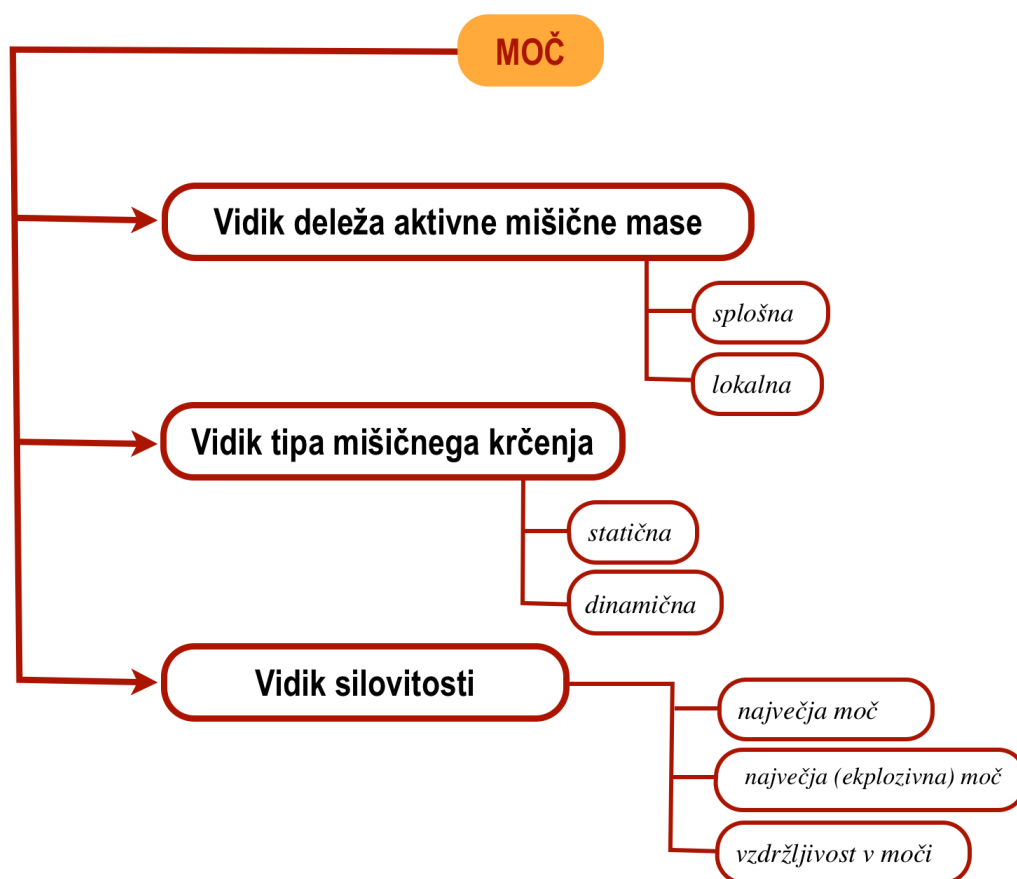 MOČ
Vidik deleža aktivne mišične mase
splošna
lokalna
Vidik tipa mišičnega krčenja
statična
dinamična
Vidik silovitosti
največja moč
največja (ekplozivna) moč
vzdržljivost v moči